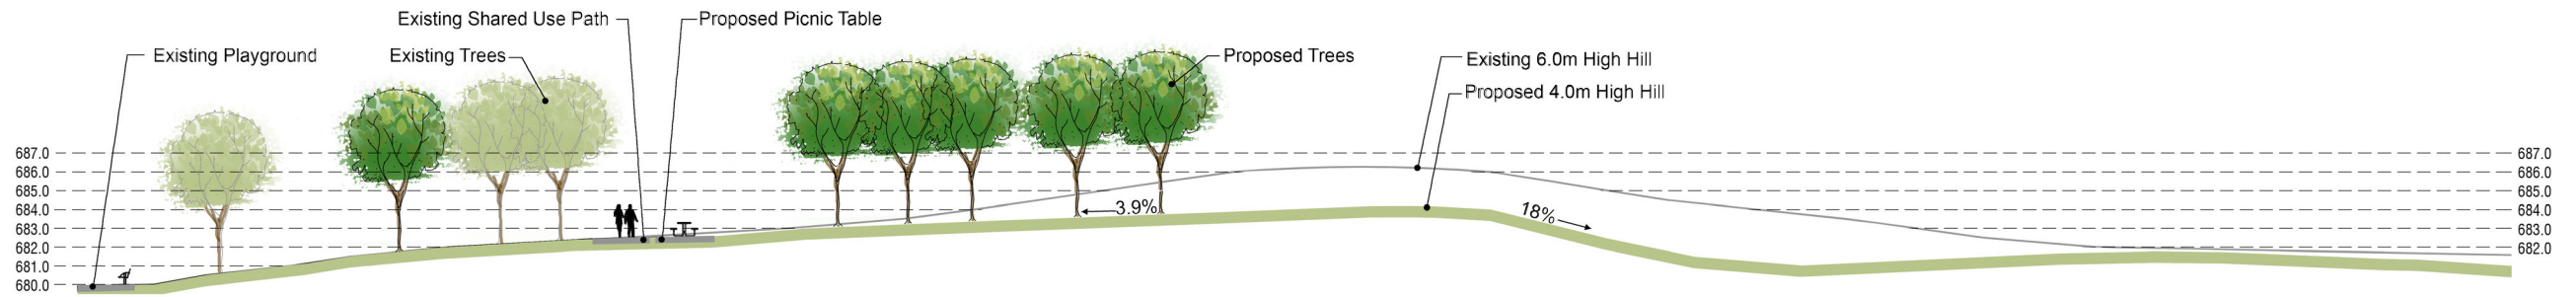 Existing Shared Use Path
Proposed Picnic Table
Existing Playground
Existing Trees
Proposed Trees
Existing 6.0m High Hill
Proposed 4.0m High Hill
687.0
687.0
686.0
686.0
685.0
685.0
684.0
684.0
3.9%
18%
683.0
683.0
682.0
682.0
681.0
680.0